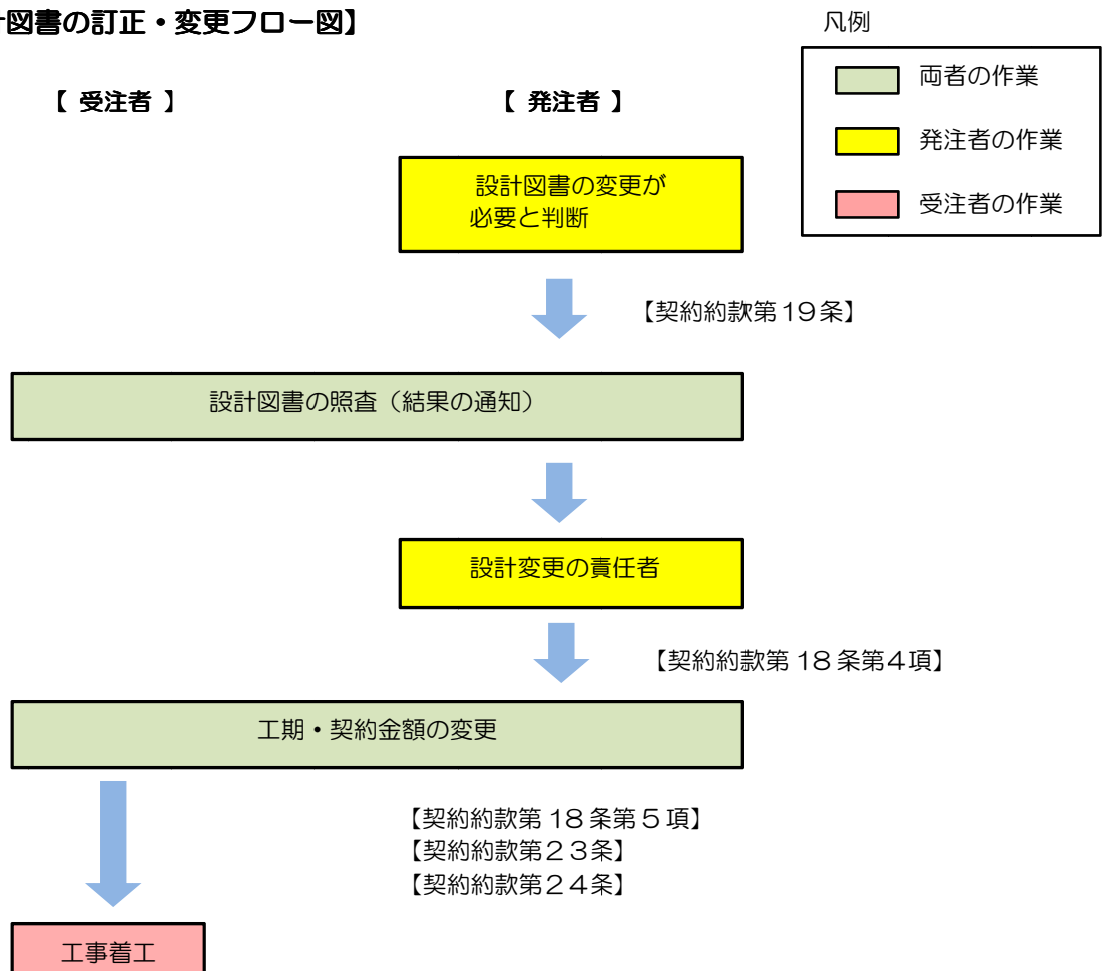 図書の訂正・変更フロー図】
凡例
両者の作業
発注者の作業
受注者の作業
【 受注者 】
【 発注者 】
設計図書の変更が
必要と判断
【契約約款第19条】
設計図書の照査（結果の通知）
設計変更の責任者
【契約約款第18条第４項】
工期・契約金額の変更
【契約約款第18条第５項】
【契約約款第２３条】
【契約約款第２４条】
工事着工